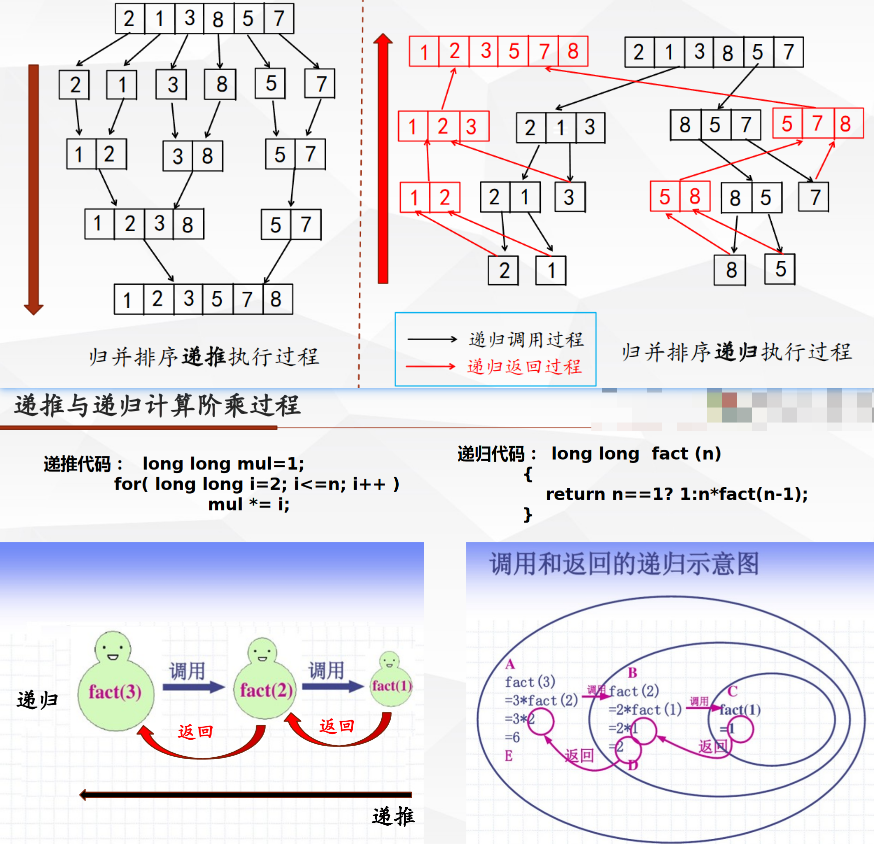 2 1 3 8 5 7
2 1 3 8 5 7
1 2 3 8 5 7
1 2 3 8 5 7
1 2 3 5 7 8
归并排序递推执行过程
1 2 3 5 7 8 2 1 3 8 5 7
1 2 3 2 1 3 8 5 7 5 7 8
1 2 2 1 3 5 8 8 5 7
2 1 8 5
递归调用过程
递归返回过程
归并排序递归执行过程
递推与递归计算阶乘过程
递推代码： long long mul=1;
for( long long i=2; i<=n; i++ )
mul *= i;
递归代码： long long fact (n)
{
return n==1? 1:n*fact(n-1);
}
递归
fact(3)
调用
fact(2)
调用
fact(1)
返回
返回
递推
调用和返回的递归示意图
A
fact(3)
=3*fact(2)
=3*2
=6
E
调用
B
fact(2)
=2*fact(1)
=2*1
=2
D
调用
C
fact(1)
=1
返回
返回